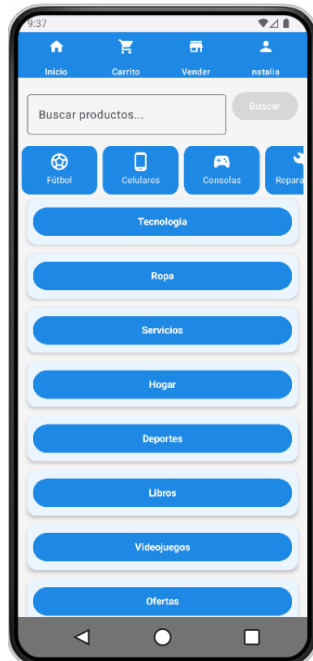 9:37
Inicio Carrito Vender natalia
Buscar productos... Buscar
Fútbol Celulares Consolas Repara
Tecnologia
Ropa
Servicios
Hogar
Deportes
Libros
Videojuegos
Ofertas